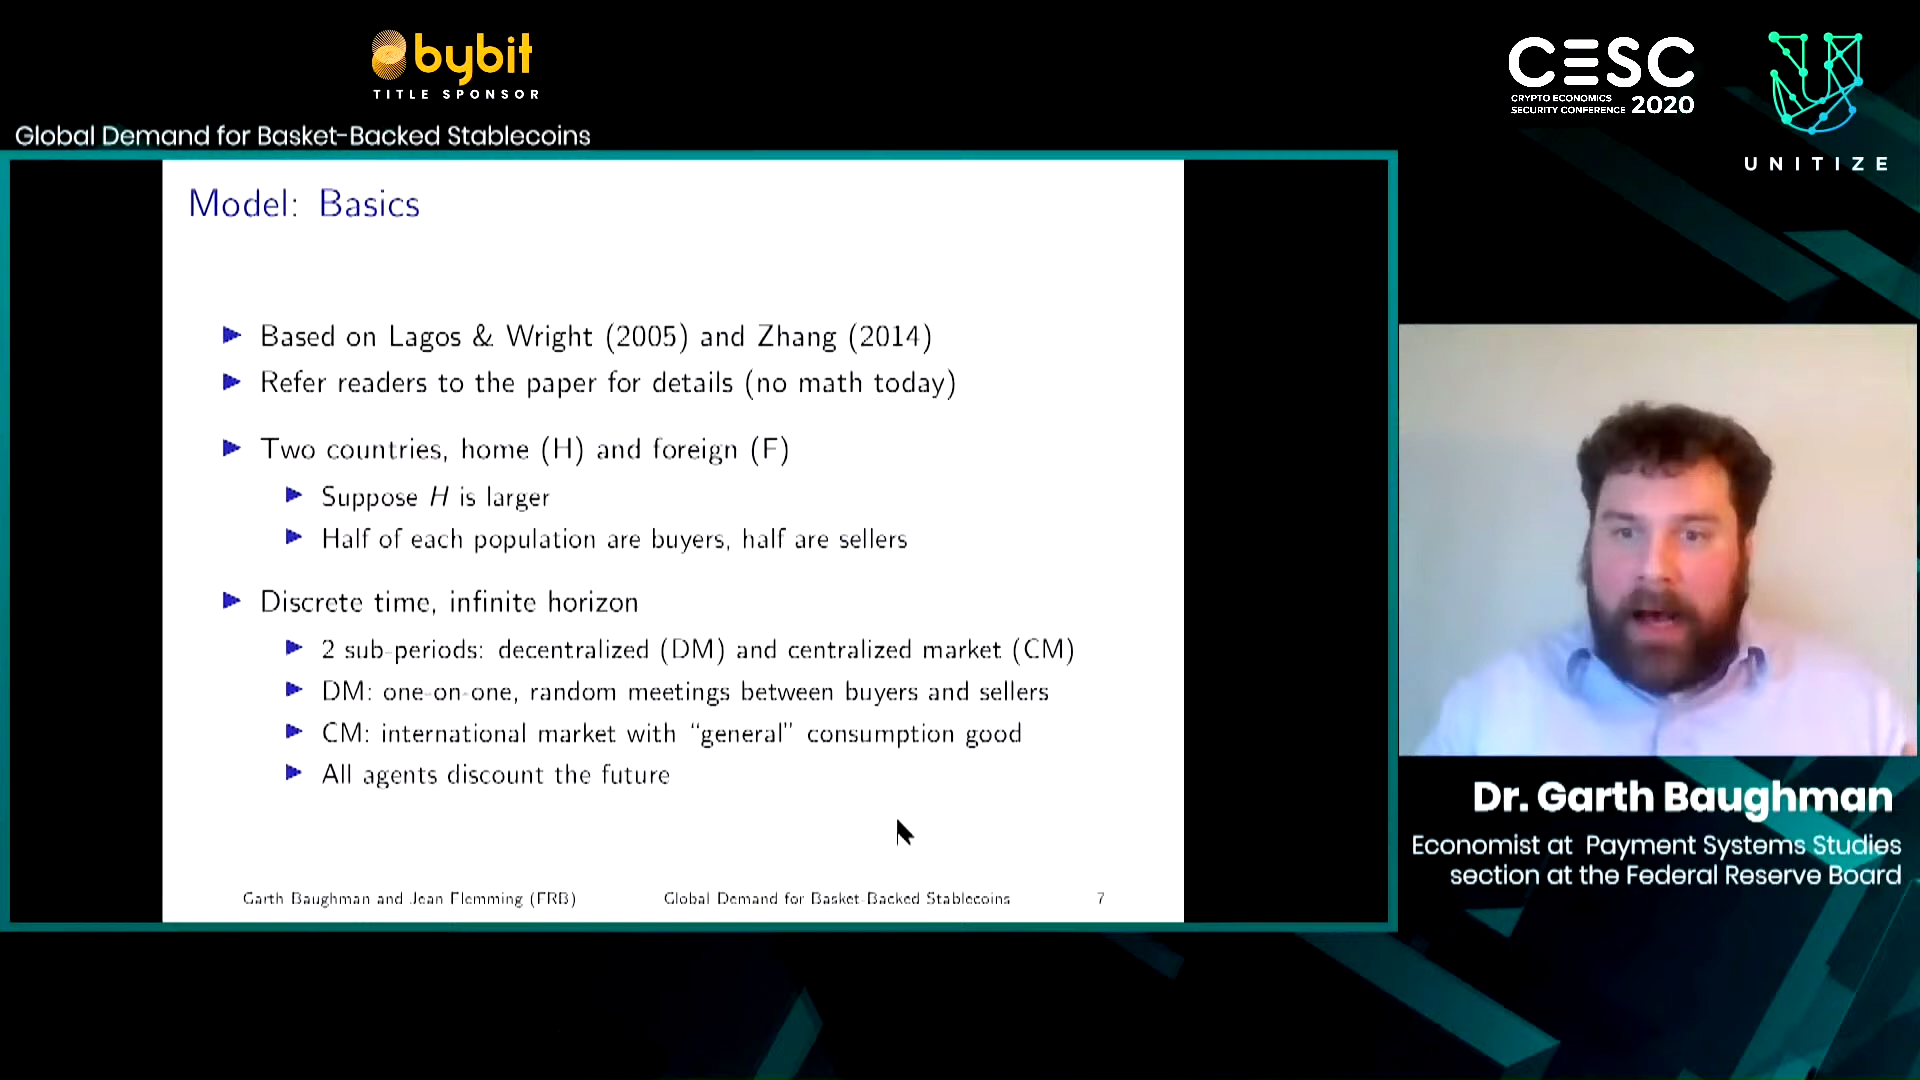 bybit
TITLE SPONSOR
CESC
CRYPTO ECONOMICS
SECURITY CONFERENCE 2020
UNITIZE
Global Demand for Basket-Backed Stablecoins
Model: Basics
Based on Lagos & Wright (2005) and Zhang (2014)
Refer readers to the paper for details (no math today)
Two countries, home (H) and foreign (F)
Suppose H is larger
Half of each population are buyers, half are sellers
Discrete time, infinite horizon
2 sub-periods: decentralized (DM) and centralized market (CM)
DM: one-on-one, random meetings between buyers and sellers
CM: international market with “general” consumption good
All agents discount the future
Garth Baughman and Jean Flemming (FRB)
Global Demand for Basket-Backed Stablecoins
7
Dr. Garth Baughman
Economist at Payment Systems Studies
section at the Federal Reserve Board